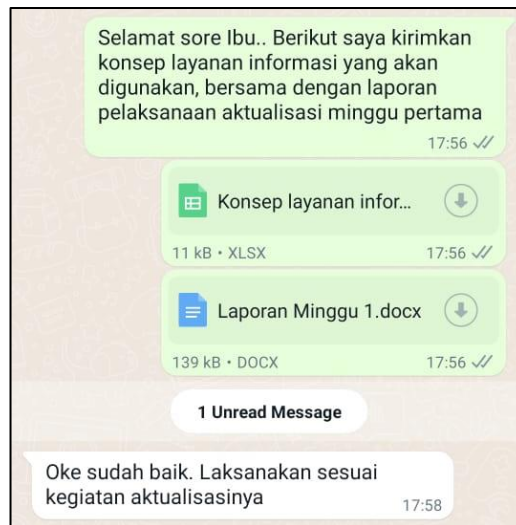 Selamat sore Ibu.. Berikut saya kirimkan
konsep layanan informasi yang akan
digunakan, bersama dengan laporan
pelaksanaan aktualisasi minggu pertama
17:56
Konsep layanan infor...
11 kB • XLSX 17:56
Laporan Minggu 1.docx
139 kB • DOCX 17:56
1 Unread Message
Oke sudah baik. Laksanakan sesuai
kegiatan aktualisasinya
17:58